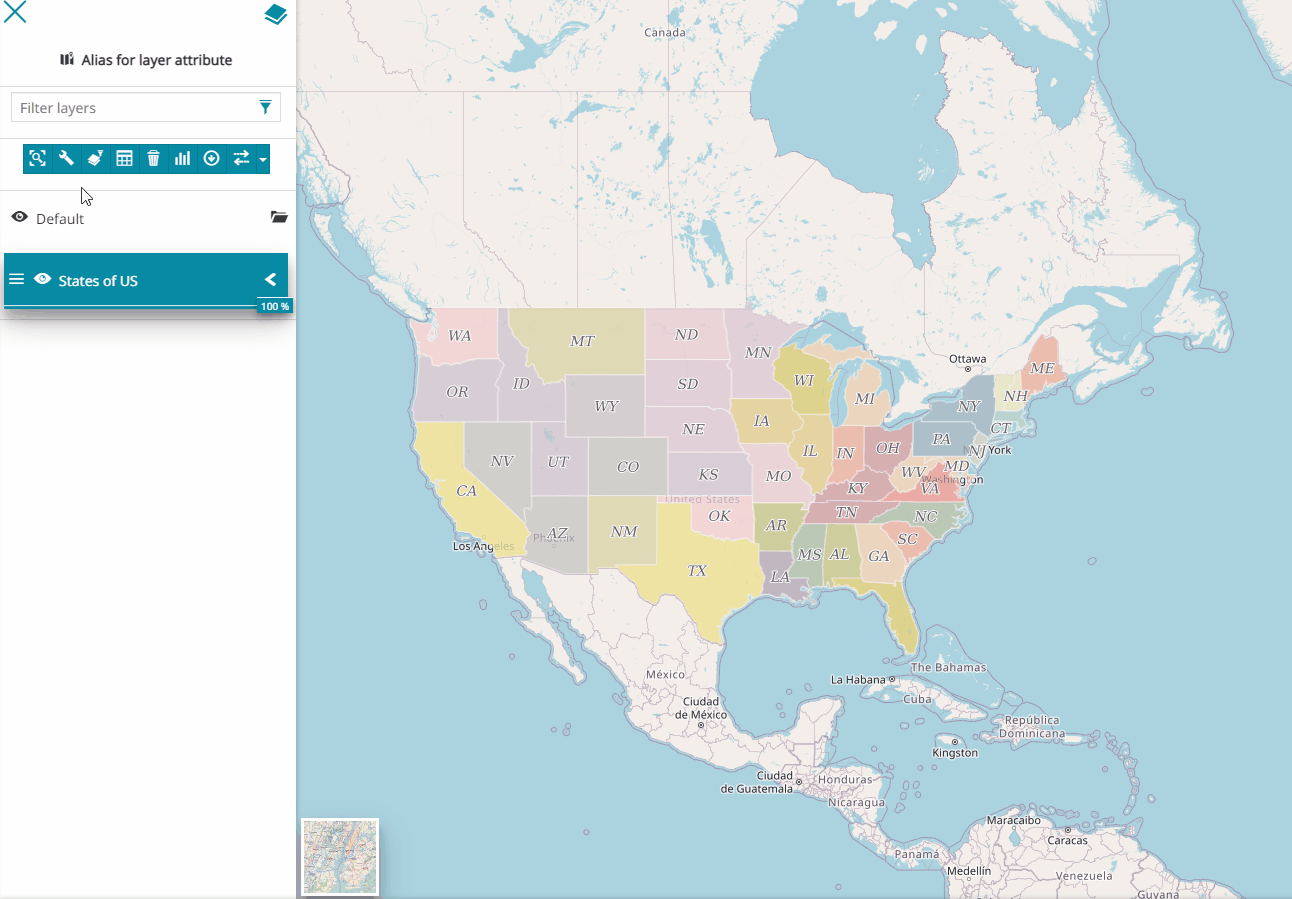 Alias for layer attribute
Filter layers
Default
States of US
100 %
Canada
WA
MT
ND
MN
OR
ID
SD
WI
MI
Ottawa
ME
WY
NY
NH
NE
IA
CT
NV
UT
CO
KS
MO
IL
IN
OH
PA
NJ
York
WV
MD
Washington
CA
KY
VA
United States
OK
AR
TN
NC
AZ
Phoenix
NM
Los Angeles
SC
MS
AL
GA
TX
LA
México
Ciudad
de México
The Bahamas
La Habana
Cuba
República
Dominicana
Kingston
Ciudad
de Guatemala
Honduras
Nicaragua
Maracaibo
Caracas
Panamá
Medellín
Venezuela
Guyana